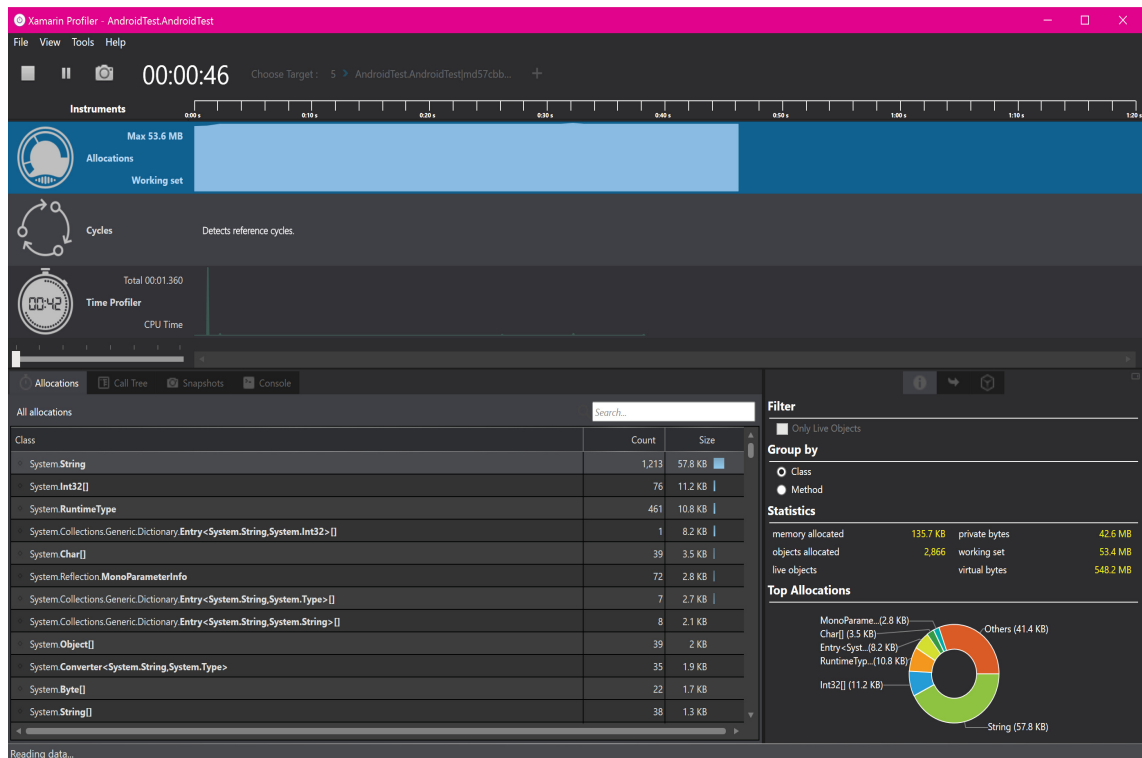 Xamarin Profiler - AndroidTest.AndroidTest
File View Tools Help
00:00:46 Choose Target : 5 > AndroidTest.AndroidTest|md57cbb... +
Instruments
0:00 s 0:10 s 0:20 s 0:30 s 0:40 s 0:50 s 1:00 s 1:10 s 1:20 s
Max 53.6 MB
Allocations
Working set
Cycles Detects reference cycles.
Total 00:01.360
00:42 Time Profiler
CPU Time
Allocations Call Tree Snapshots Console
All allocations Search...
Class Count Size
System.String 1,213 57.8 KB
System.Int32[] 76 11.2 KB
System.RuntimeType 461 10.8 KB
System.Collections.Generic.Dictionary.Entry<System.String,System.Int32>[] 1 8.2 KB
System.Char[] 39 3.5 KB
System.Reflection.MonoParameterInfo 72 2.8 KB
System.Collections.Generic.Dictionary.Entry<System.String,System.Type>[] 7 2.7 KB
System.Collections.Generic.Dictionary.Entry<System.String,System.String>[] 8 2.1 KB
System.Object[] 39 2 KB
System.Converter<System.String,System.Type> 35 1.9 KB
System.Byte[] 22 1.7 KB
System.String[] 38 1.3 KB
Filter
Only Live Objects
Group by
Class
Method
Statistics
memory allocated 135.7 KB private bytes 42.6 MB
objects allocated 2,866 working set 53.4 MB
live objects virtual bytes 548.2 MB
Top Allocations
MonoParame...(2.8 KB)
Char[] (3.5 KB)
Entry<Syst...(8.2 KB)
RuntimeTyp...(10.8 KB)
Int32[] (11.2 KB)
Others (41.4 KB)
String (57.8 KB)
Reading data...